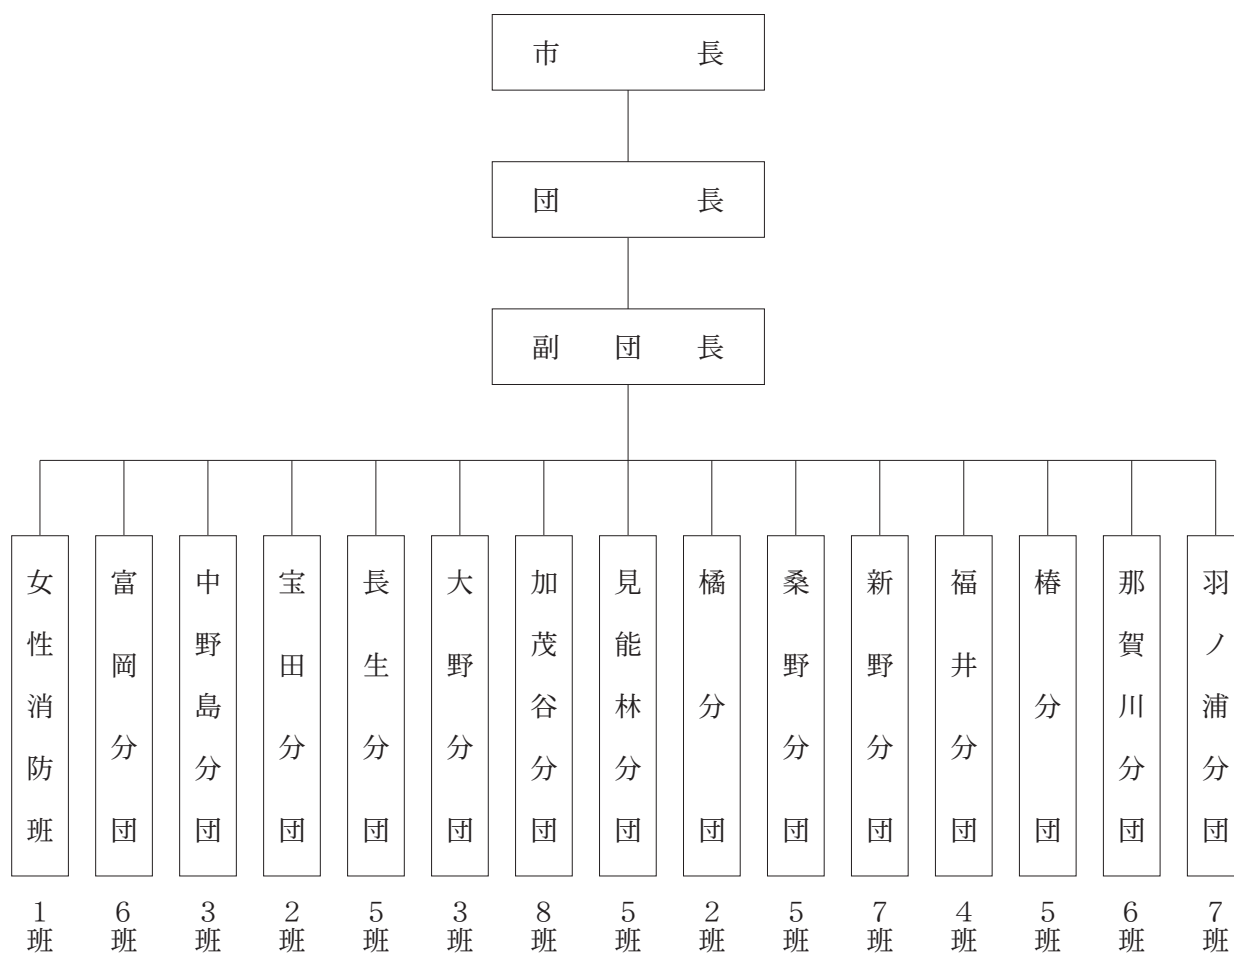 市長
団長
副団長
女性消防班
富岡分団
中野島分団
宝田分団
長生分団
大野分団
加茂谷分団
見能林分団
橘分団
桑野分団
新野分団
福井分団
椿分団
那賀川分団
羽ノ浦分団
1班
6班
3班
2班
5班
3班
8班
5班
2班
5班
7班
4班
5班
6班
7班